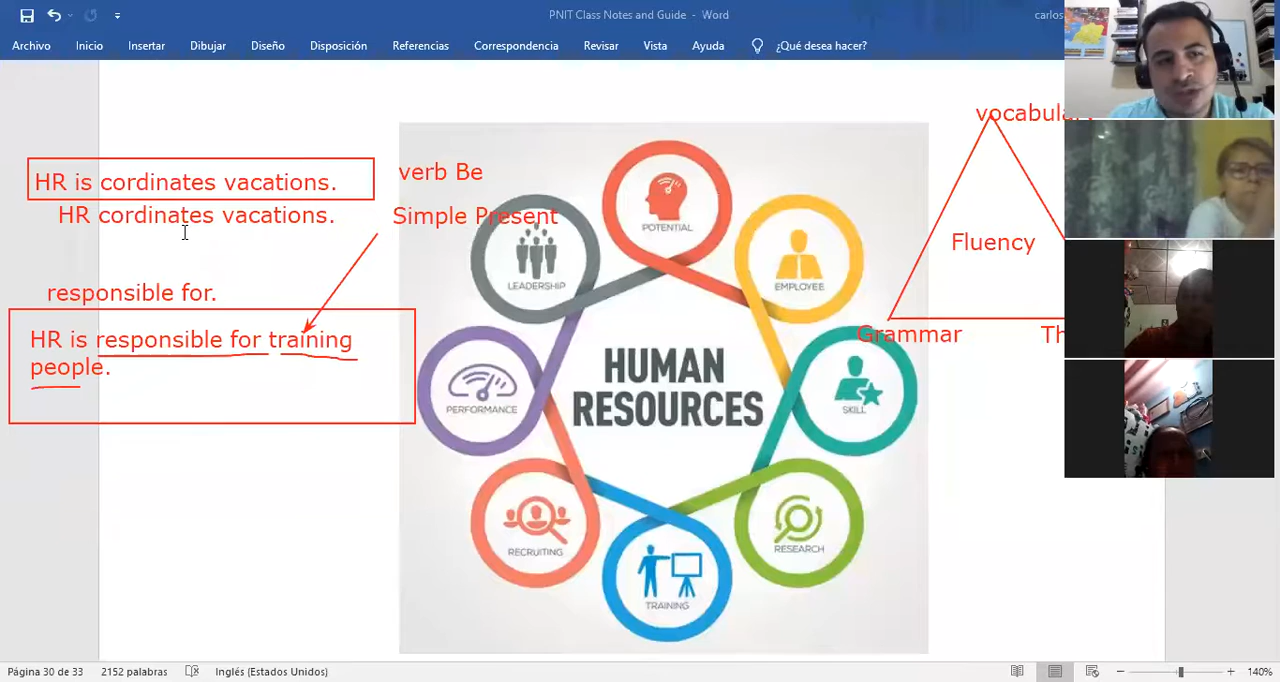 PNIT Class Notes and Guide - Word
carlos
Archivo Inicio Insertar Dibujar Diseño Disposición Referencias Correspondencia Revisar Vista Ayuda ¿Qué desea hacer?
HR is cordinates vacations.
verb Be
HR cordinates vacations.
Simple Present
responsible for.
HR is responsible for training
people.
Fluency
Grammar
POTENTIAL
EMPLOYEE
LEADERSHIP
HUMAN
RESOURCES
PERFORMANCE
SKILL
RECRUITING
RESEARCH
TRAINING
Página 30 de 33 2152 palabras Inglés (Estados Unidos) 140%